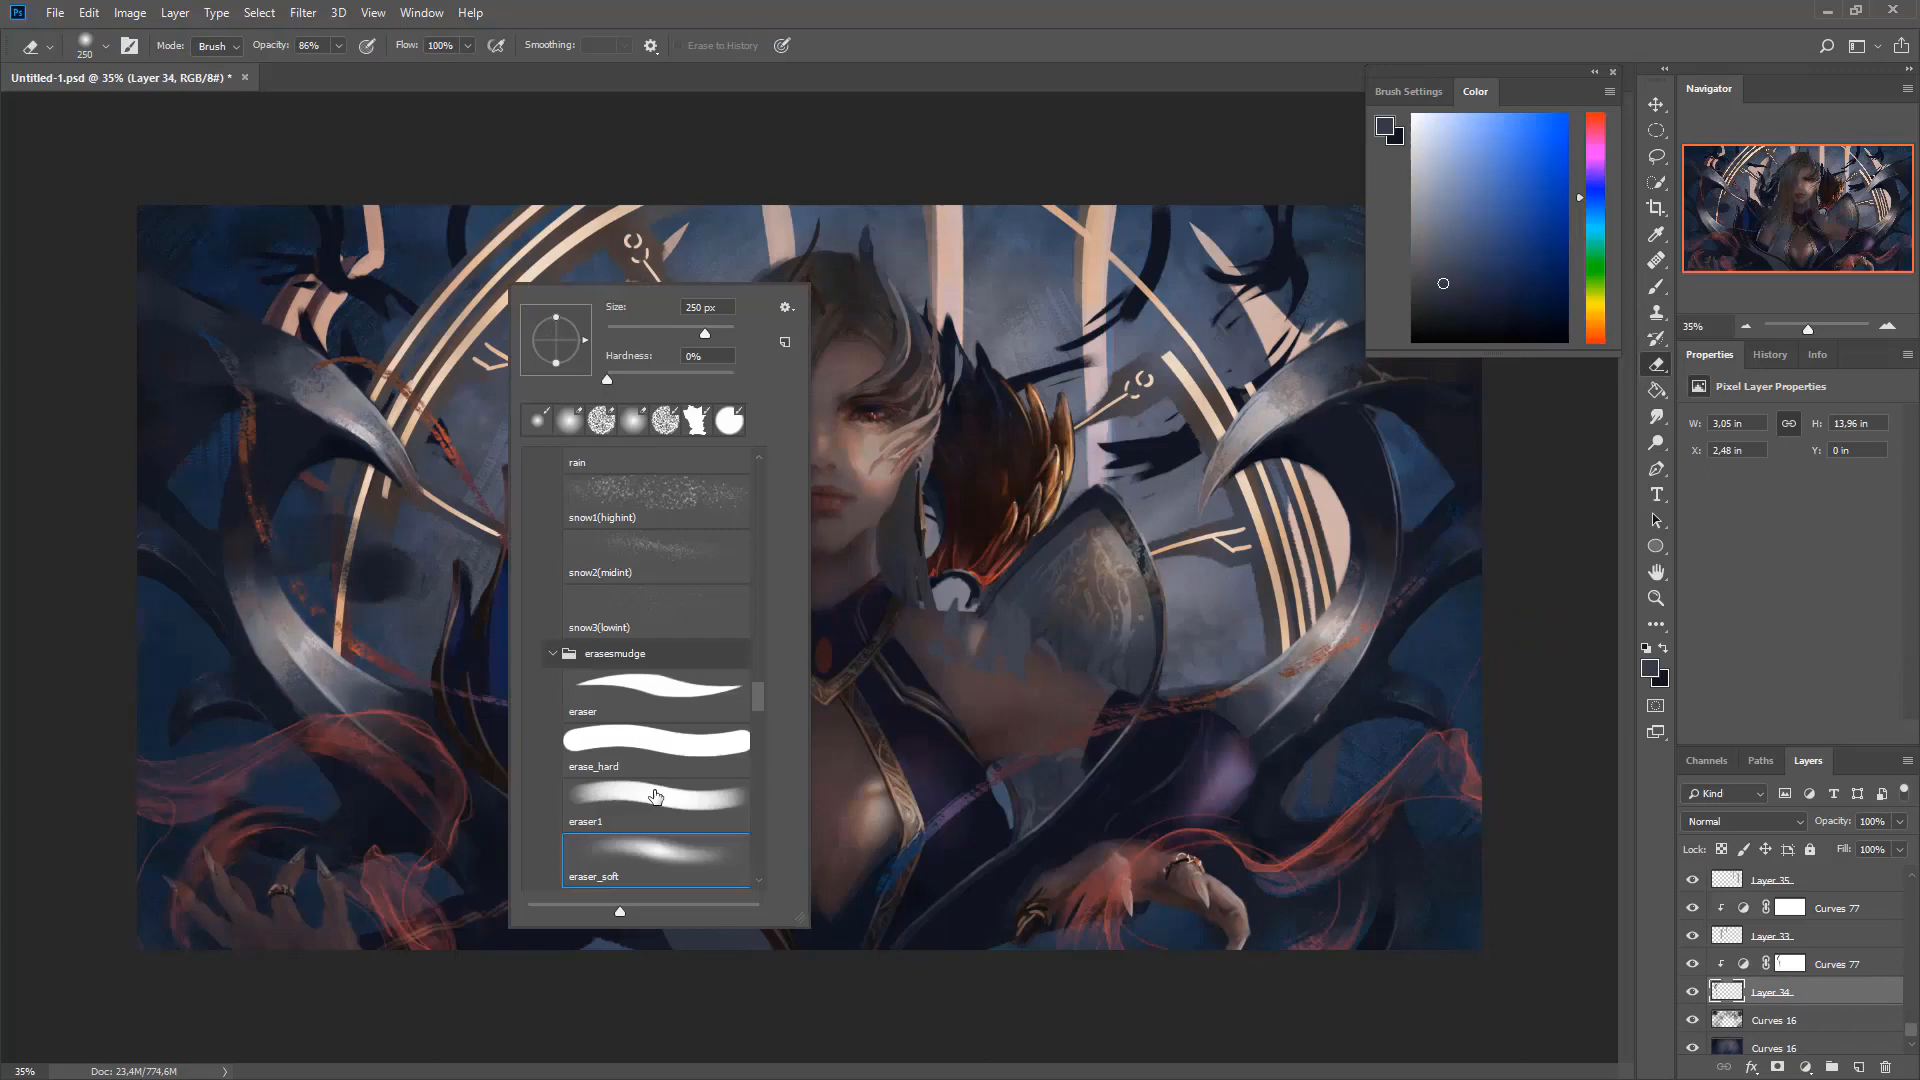 Ps File Edit Image Layer Type Select Filter 3D View Window Help
250 Mode: Brush Opacity: 86% Flow: 100% Smoothing: Erase to History
Untitled-1.psd @ 35% (Layer 34, RGB/8#) * ×
Brush Settings Color
Navigator
35%
Properties History Info
Pixel Layer Properties
W: 3,05 in H: 13,96 in
X: 2,48 in Y: 0 in
Size: 250 px
Hardness: 0%
rain
snow1(highint)
snow2(midint)
snow3(lowint)
erasesmudge
eraser
erase_hard
eraser1
eraser_soft
Channels Paths Layers
Kind
Normal Opacity: 100%
Lock: Fill: 100%
Layer 35
Curves 77
Layer 33
Curves 77
Layer 34
Curves 16
Curves 16
35% Doc: 23,4M/774,6M